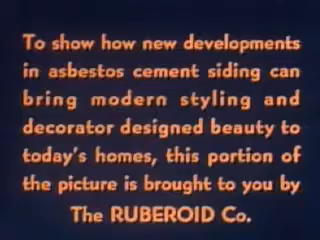 To show how new developments
in asbestos cement siding can
bring modern styling and
decorator designed beauty to
today's homes, this portion of
the picture is brought to you by
The RUBEROID Co.